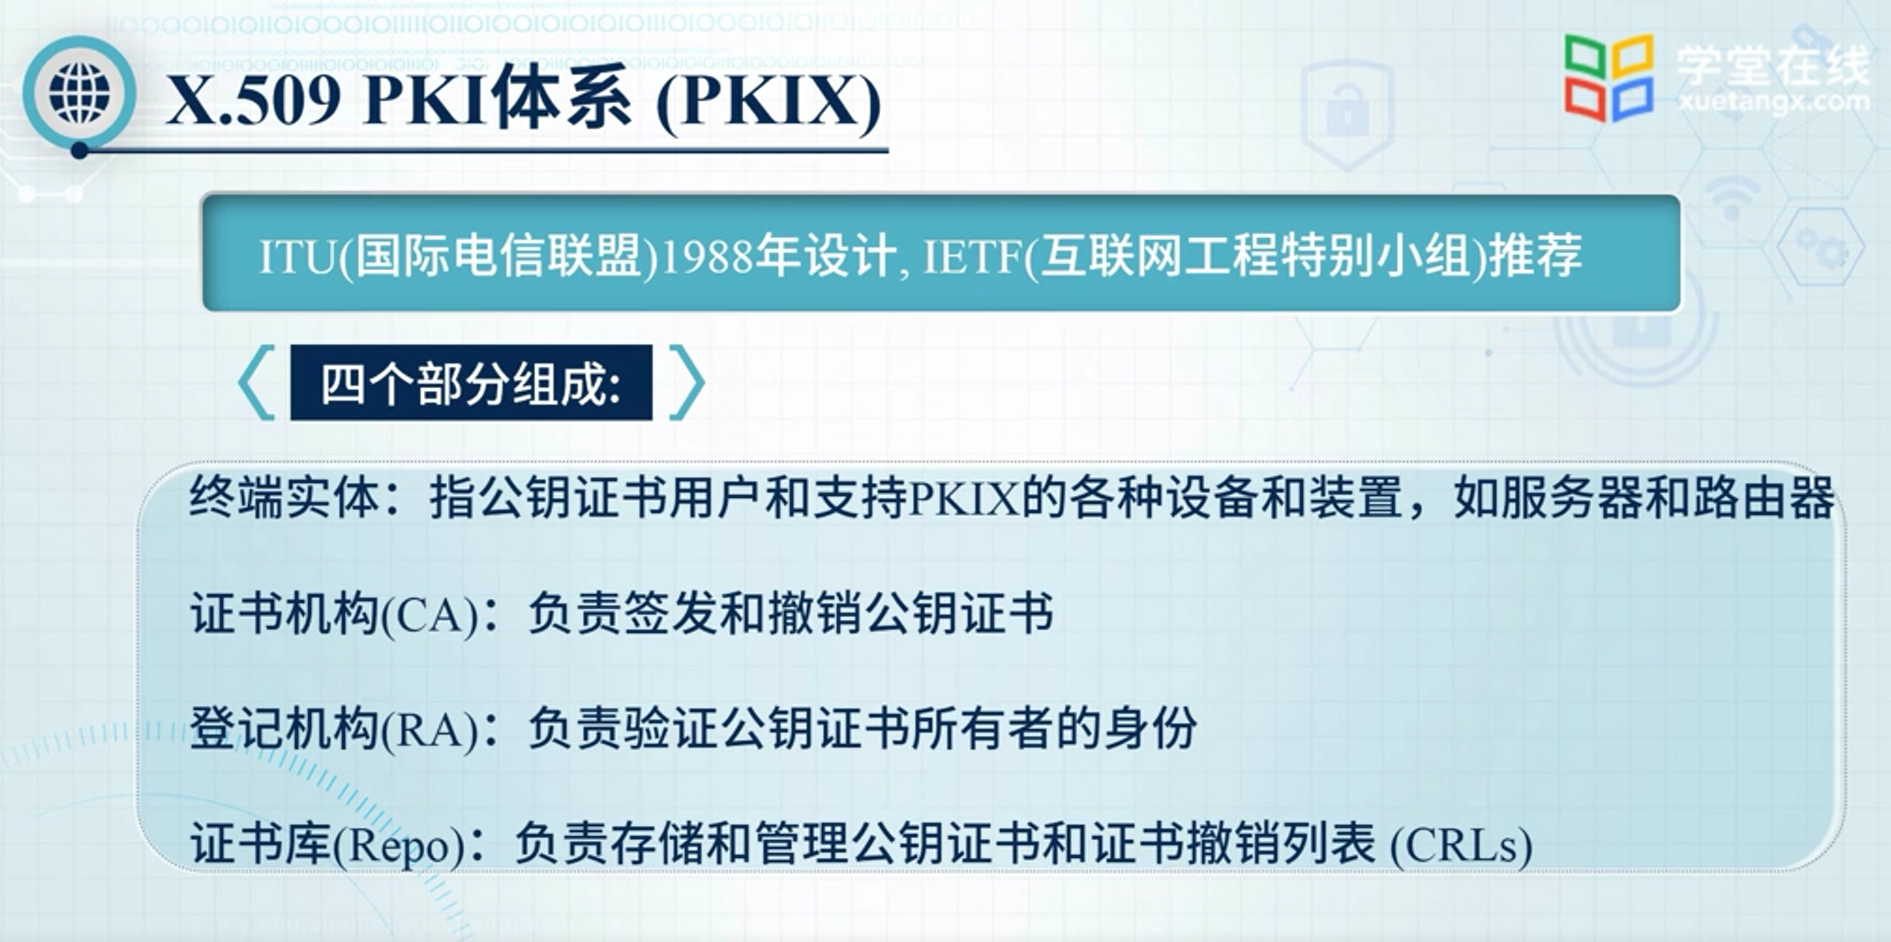 X.509 PKI体系 (PKIX)
学堂在线
xuetangx.com
ITU(国际电信联盟)1988年设计, IETF(互联网工程特别小组)推荐
四个部分组成:
终端实体：指公钥证书用户和支持PKIX的各种设备和装置，如服务器和路由器
证书机构(CA)：负责签发和撤销公钥证书
登记机构(RA)：负责验证公钥证书所有者的身份
证书库(Repo)：负责存储和管理公钥证书和证书撤销列表 (CRLs)